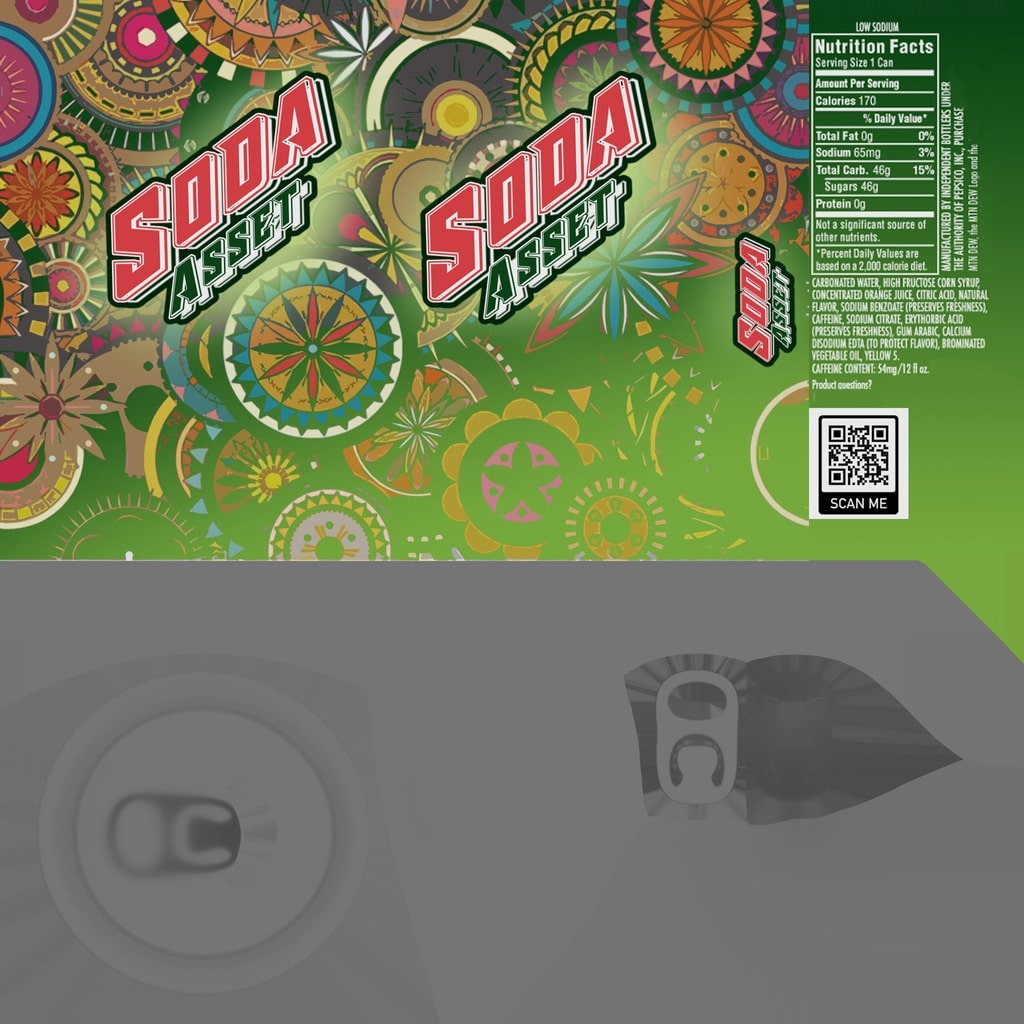 SODA
ASSET
SODA
ASSET
SODA
ASSET
LOW SODIUM
Nutrition Facts
Serving Size 1 Can
Amount Per Serving
Calories 170
% Daily Value*
Total Fat 0g 0%
Sodium 65mg 3%
Total Carb. 46g 15%
Sugars 46g
Protein 0g
Not a significant source of
other nutrients.
*Percent Daily Values are
based on a 2,000 calorie diet.
MANUFACTURED BY INDEPENDENT BOTTLERS UNDER
THE AUTHORITY OF PEPSICO, INC., PURCHASE
MTN DEW, the MTN DEW Logo and the
CARBONATED WATER, HIGH FRUCTOSE CORN SYRUP,
CONCENTRATED ORANGE JUICE, CITRIC ACID, NATURAL
FLAVOR, SODIUM BENZOATE (PRESERVES FRESHNESS),
CAFFEINE, SODIUM CITRATE, ERYTHORBIC ACID
(PRESERVES FRESHNESS), GUM ARABIC, CALCIUM
DISODIUM EDTA (TO PROTECT FLAVOR), BROMINATED
VEGETABLE OIL, YELLOW 5.
CAFFEINE CONTENT: 54mg/12 fl oz.
Product questions?
SCAN ME